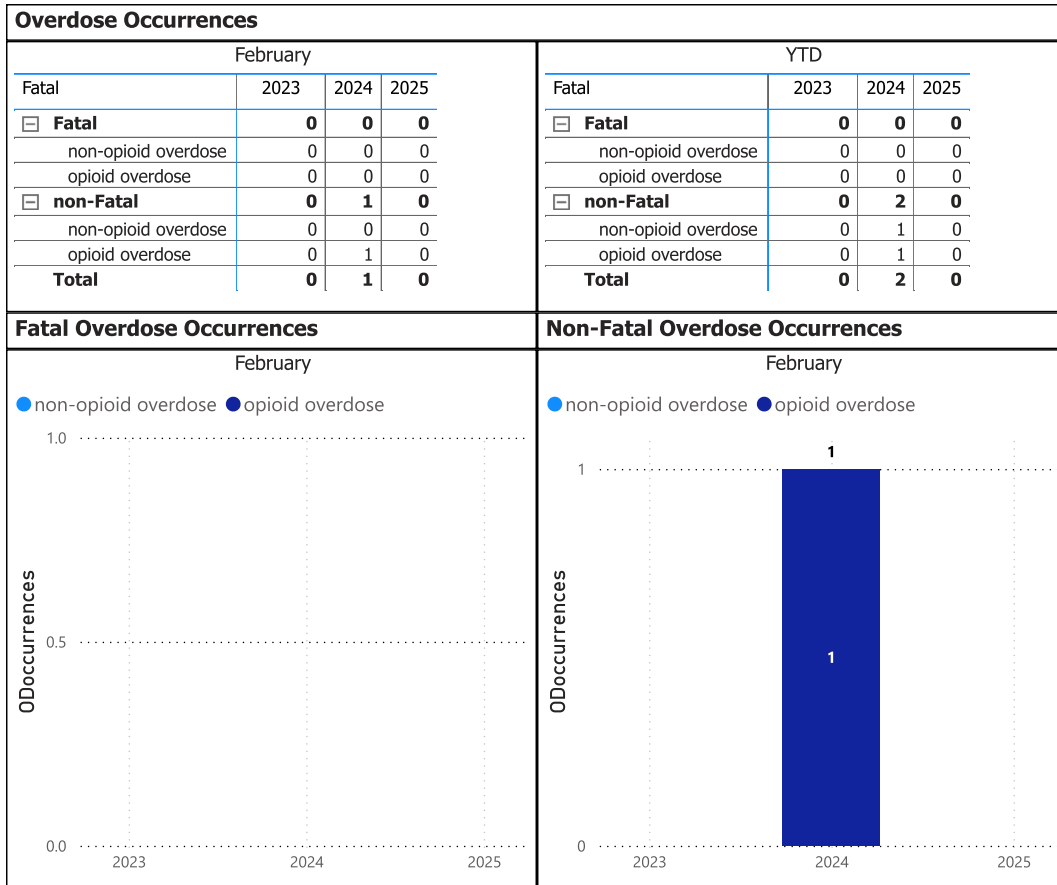 Overdose Occurrences
February
Fatal 2023 2024 2025
Fatal 0 0 0
non-opioid overdose 0 0 0
opioid overdose 0 0 0
non-Fatal 0 1 0
non-opioid overdose 0 0 0
opioid overdose 0 1 0
Total 0 1 0
YTD
Fatal 2023 2024 2025
Fatal 0 0 0
non-opioid overdose 0 0 0
opioid overdose 0 0 0
non-Fatal 0 2 0
non-opioid overdose 0 1 0
opioid overdose 0 1 0
Total 0 2 0
Fatal Overdose Occurrences
February
non-opioid overdose opioid overdose
1.0
0.5
0.0
ODoccurrences
2023 2024 2025
Non-Fatal Overdose Occurrences
February
non-opioid overdose opioid overdose
1
1
1
0
ODoccurrences
2023 2024 2025